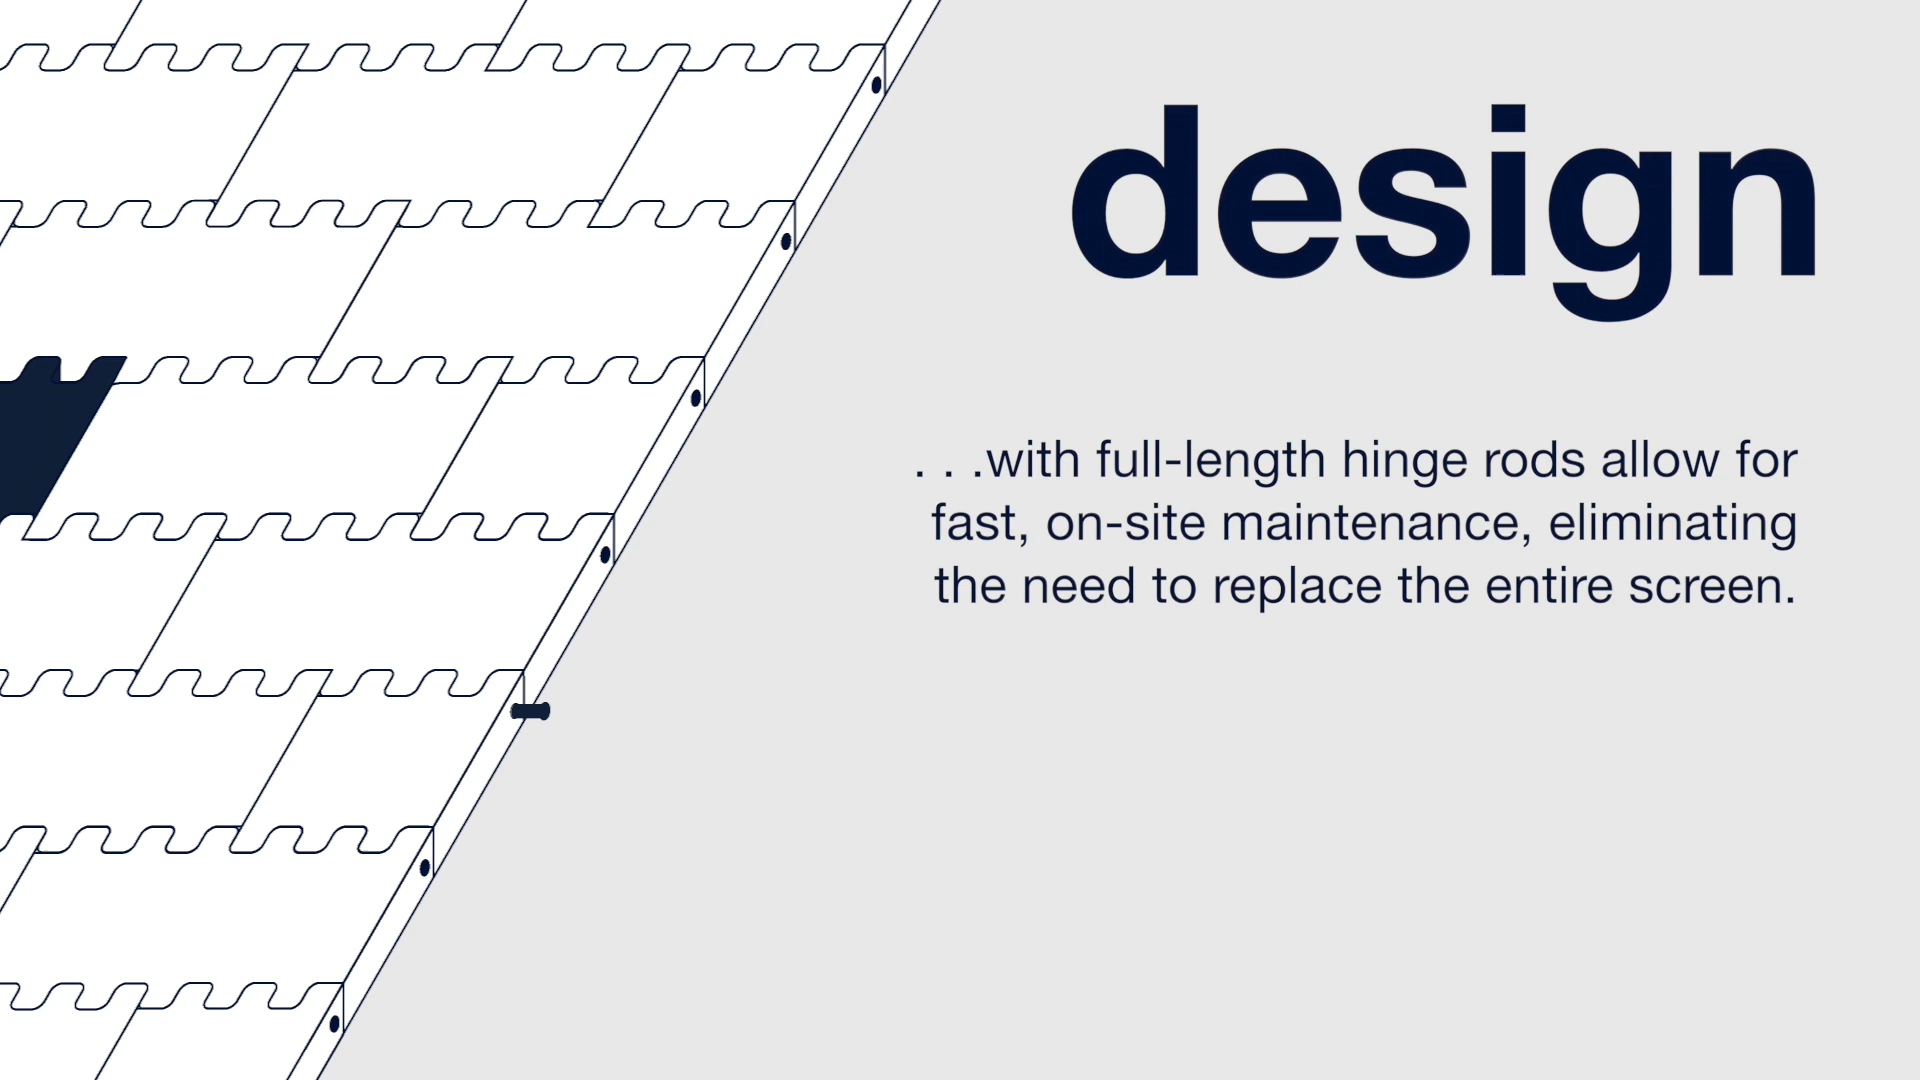 design
. . .with full-length hinge rods allow for
fast, on-site maintenance, eliminating
the need to replace the entire screen.